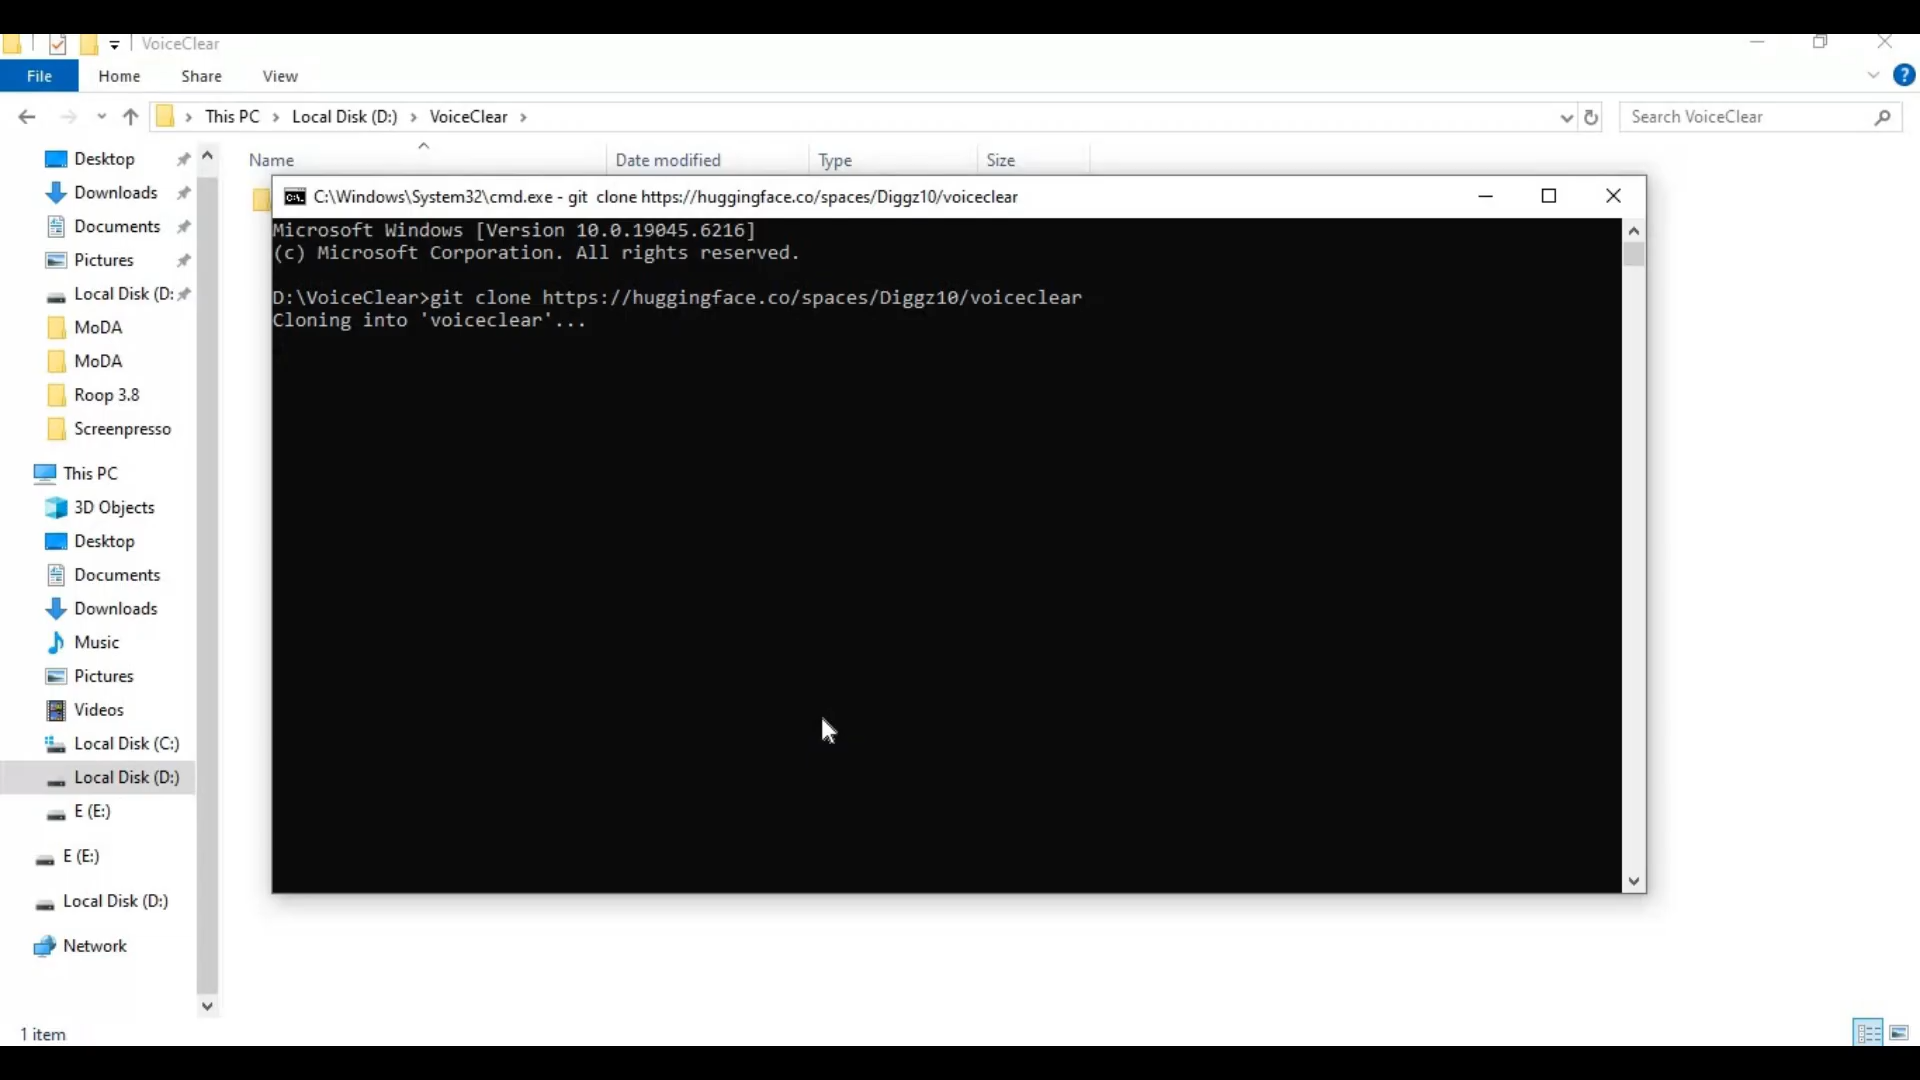 VoiceClear
File Home Share View
This PC Local Disk (D:) VoiceClear
Search VoiceClear
Name Date modified Type Size
Desktop
Downloads
Documents
Pictures
Local Disk (D:
MoDA
MoDA
Roop 3.8
Screenpresso
This PC
3D Objects
Desktop
Documents
Downloads
Music
Pictures
Videos
Local Disk (C:)
Local Disk (D:)
E (E:)
E (E:)
Local Disk (D:)
Network
1 item
C:\Windows\System32\cmd.exe - git  clone https://huggingface.co/spaces/Diggz10/voiceclear
Microsoft Windows [Version 10.0.19045.6216]
(c) Microsoft Corporation. All rights reserved.
D:\VoiceClear>git clone https://huggingface.co/spaces/Diggz10/voiceclear
Cloning into 'voiceclear'...